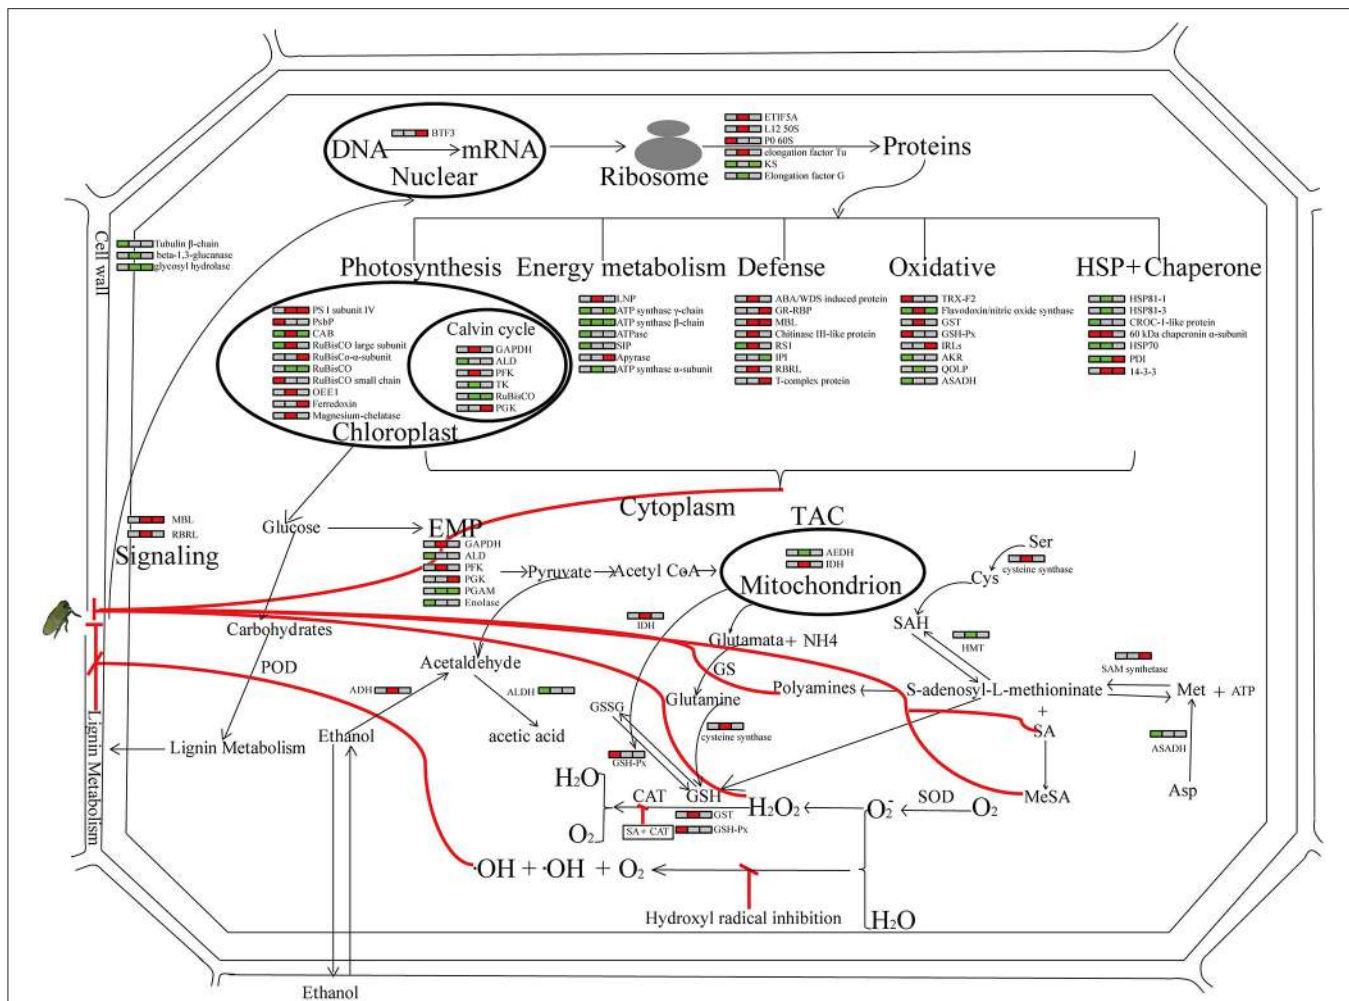 BTF3
DNA
mRNA
Nuclear
Ribosome
ETIF5A
L12 50S
P0 60S
elongation factor Tu
KS
Elongation factor G
Proteins
Cell wall
Tubulin β-chain
beta-1,3-glucanase
glycosyl hydrolase
Photosynthesis
PS I subunit IV
PsbP
CAB
RuBisCO large subunit
RuBisCo-α-subunit
RuBisCO
RuBisCO small chain
OEE1
Ferredoxin
Magnesium-chelatase
Chloroplast
Calvin cycle
GAPDH
ALD
PFK
TK
RuBisCO
PGK
Energy metabolism
LNP
ATP synthase γ-chain
ATP synthase β-chain
ATPase
SIP
Apyrase
ATP synthase α-subunit
Defense
ABA/WDS induced protein
GR-RBP
MBL
Chitinase III-like protein
RS1
IPI
RBRL
T-complex protein
Oxidative
TRX-F2
Flavodoxin/nitric oxide synthase
GST
GSH-Px
IRLs
AKR
QOLP
ASADH
HSP+Chaperone
HSP81-1
HSP81-3
CROC-1-like protein
60 kDa chaperonin α-subunit
HSP70
PDI
14-3-3
MBL
RBRL
Signaling
Glucose
Cytoplasm
EMP
GAPDH
ALD
PFK
PGK
PGAM
Enolase
Pyruvate
Acetyl CoA
TAC
AEDH
IDH
Mitochondrion
Ser
cysteine synthase
Cys
SAH
HMT
Carbohydrates
POD
IDH
Glutamata + NH4
GS
Glutamine
Polyamines
S-adenosyl-L-methioninate
SAM synthetase
Met + ATP
Acetaldehyde
ADH
ALDH
Ethanol
acetic acid
GSSG
GSH-Px
cysteine synthase
+
SA
ASADH
MeSA
Asp
Lignin Metabolism
Lignin Metabolism
H2O
O2
CAT
SA + CAT
GSH
GST
GSH-Px
H2O2
O2-
SOD
O2
·OH + ·OH + O2
Hydroxyl radical inhibition
H2O
Ethanol